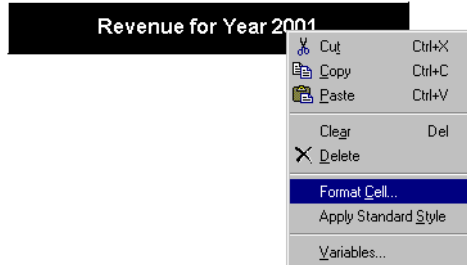 Revenue for Year 2001
Cut Ctrl+X
Copy Ctrl+C
Paste Ctrl+V
Clear Del
Delete
Format Cell...
Apply Standard Style
Variables...